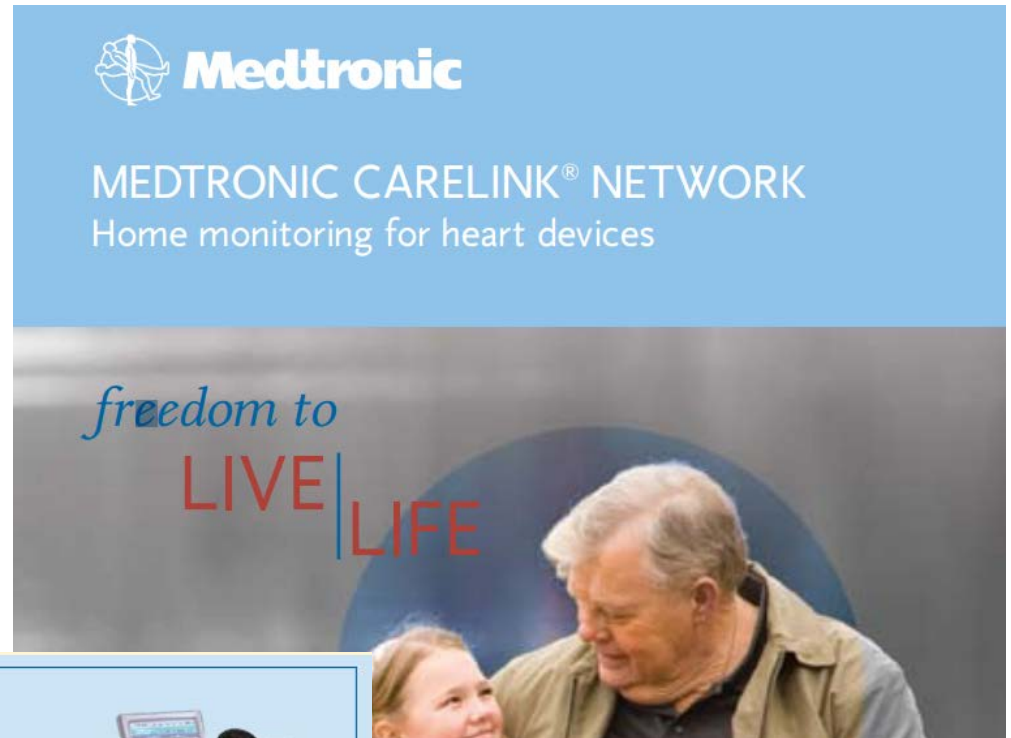 Medtronic
MEDTRONIC CARELINK® NETWORK
Home monitoring for heart devices
freedom to
LIVE
LIFE